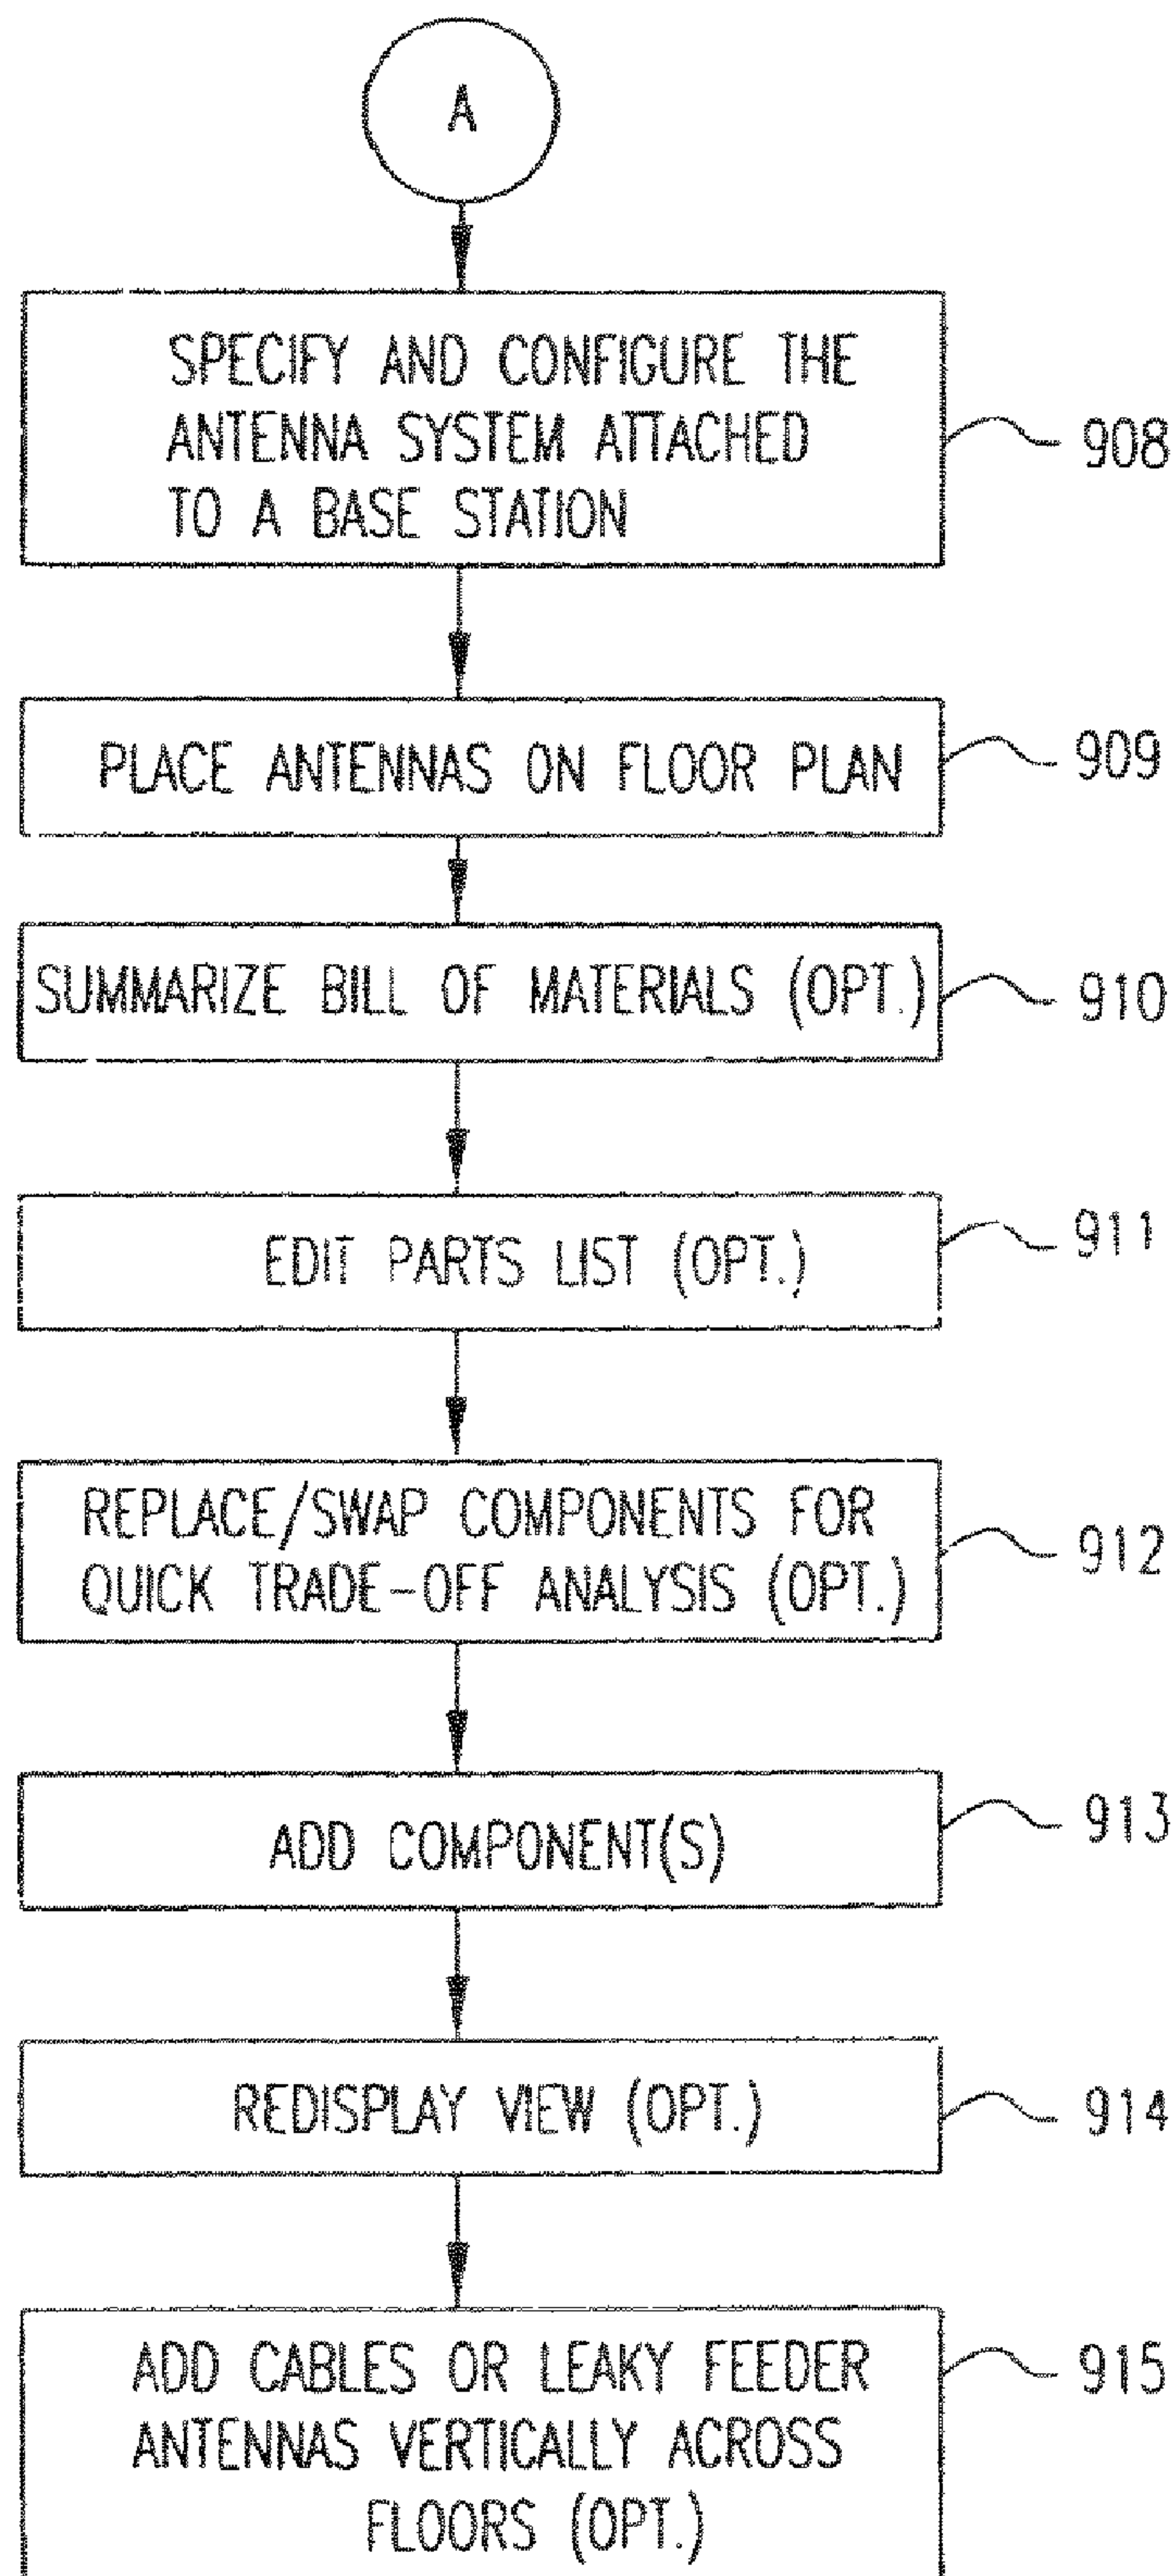 A
SPECIFY AND CONFIGURE THE
ANTENNA SYSTEM ATTACHED
TO A BASE STATION
908
PLACE ANTENNAS ON FLOOR PLAN
909
SUMMARIZE BILL OF MATERIALS (OPT.)
910
EDIT PARTS LIST (OPT.)
911
REPLACE/SWAP COMPONENTS FOR
QUICK TRADE-OFF ANALYSIS (OPT.)
912
ADD COMPONENT(S)
913
REDISPLAY VIEW (OPT.)
914
ADD CABLES OR LEAKY FEEDER
ANTENNAS VERTICALLY ACROSS
FLOORS (OPT.)
915